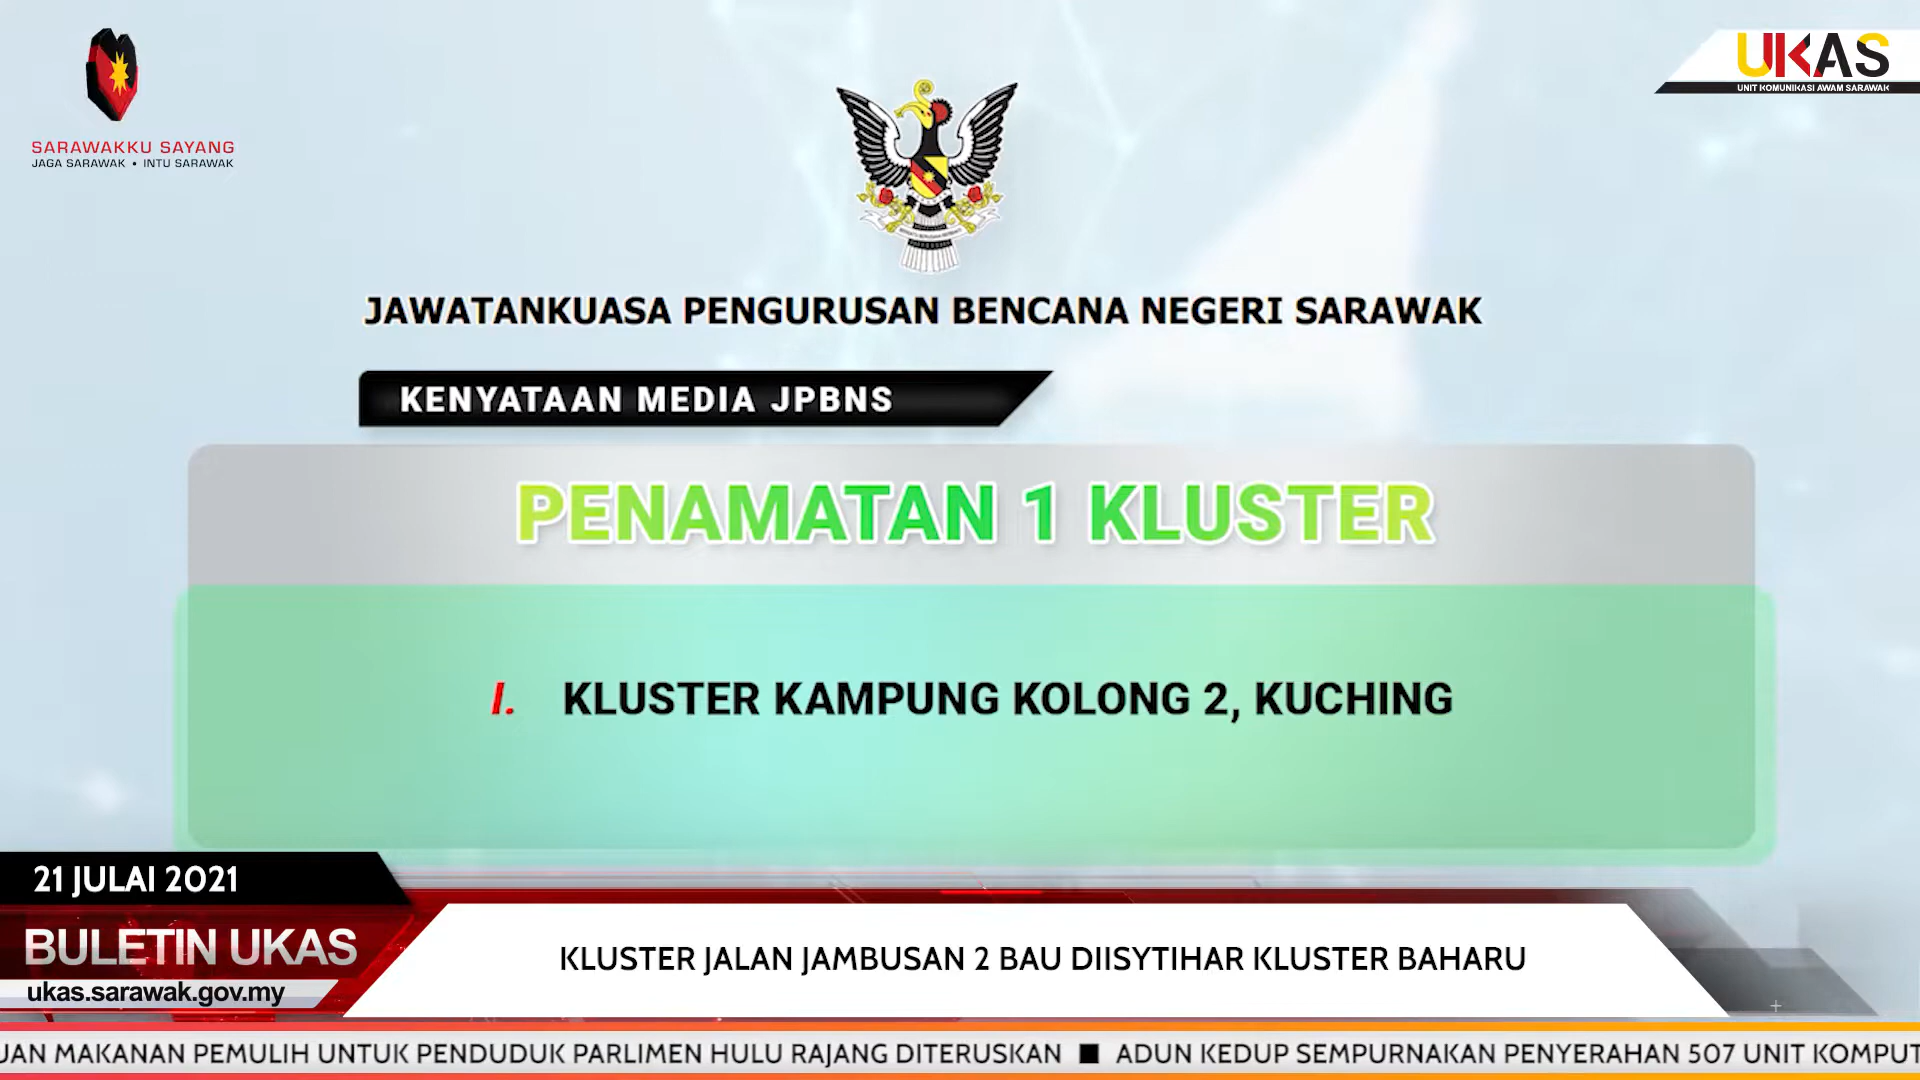 SARAWAKKU SAYANG
JAGA SARAWAK • INTU SARAWAK
UKAS
UNIT KOMUNIKASI AWAM SARAWAK
JAWATANKUASA PENGURUSAN BENCANA NEGERI SARAWAK
KENYATAAN MEDIA JPBNS
PENAMATAN 1 KLUSTER
I. KLUSTER KAMPUNG KOLONG 2, KUCHING
21 JULAI 2021
BULETIN UKAS
ukas.sarawak.gov.my
KLUSTER JALAN JAMBUSAN 2 BAU DIISYTIHAR KLUSTER BAHARU
UAN MAKANAN PEMULIH UNTUK PENDUDUK PARLIMEN HULU RAJANG DITERUSKAN ■ ADUN KEDUP SEMPURNAKAN PENYERAHAN 507 UNIT KOMPUT